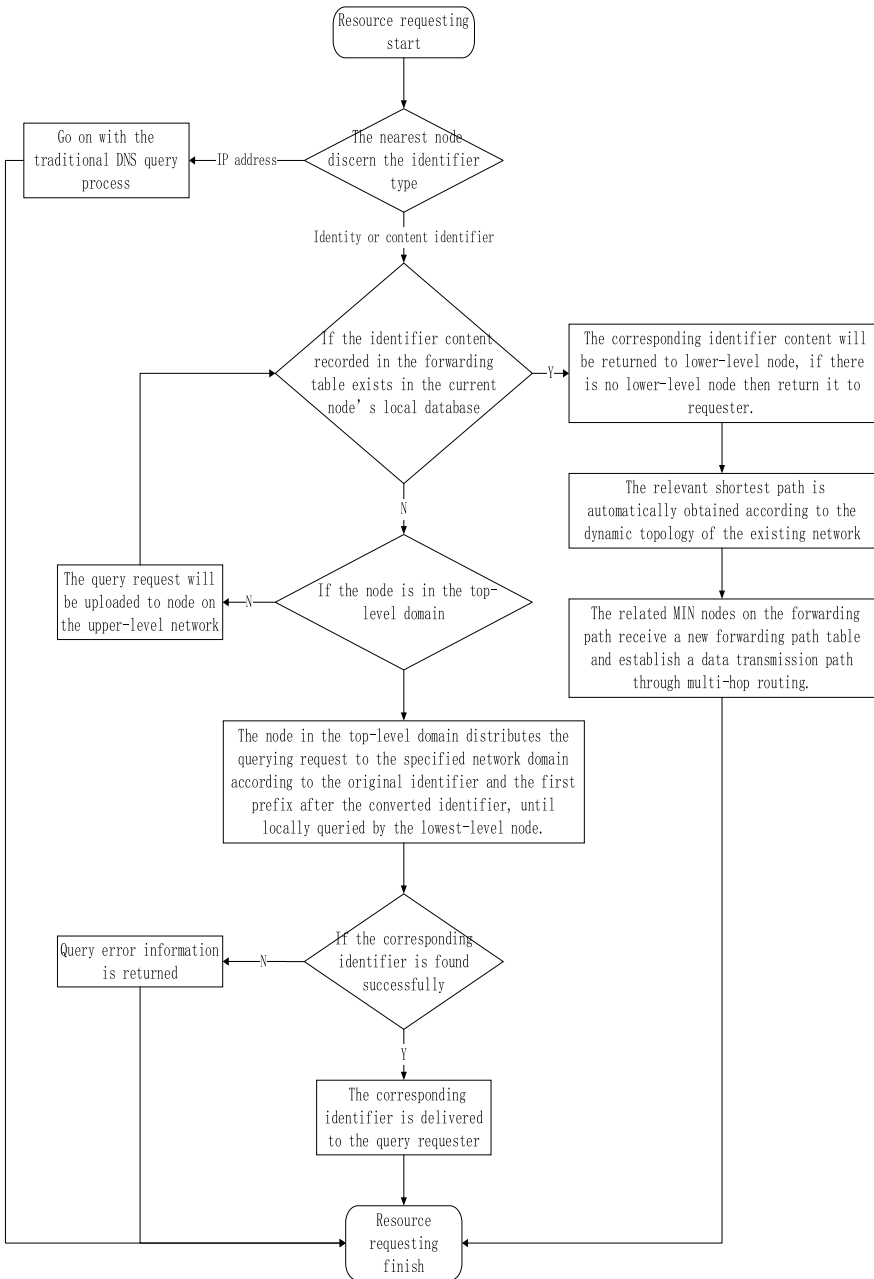 Resource requesting
start
Go on with the
traditional DNS query
process
IP address
The nearest node
discern the identifier
type
Identity or content identifier
If the identifier content
recorded in the forwarding
table exists in the current
node's local database
Y
The corresponding identifier content will
be returned to lower-level node, if there
is no lower-level node then return it to
requester.
The relevant shortest path is
automatically obtained according to the
dynamic topology of the existing network
The related MIN nodes on the forwarding
path receive a new forwarding path table
and establish a data transmission path
through multi-hop routing.
N
If the node is in the top-
level domain
N
The query request will
be uploaded to node on
the upper-level network
The node in the top-level domain distributes the
querying request to the specified network domain
according to the original identifier and the first
prefix after the converted identifier, until
locally queried by the lowest-level node.
If the corresponding
identifier is found
successfully
N
Query error information
is returned
Y
The corresponding
identifier is delivered
to the query requester
Resource
requesting
finish